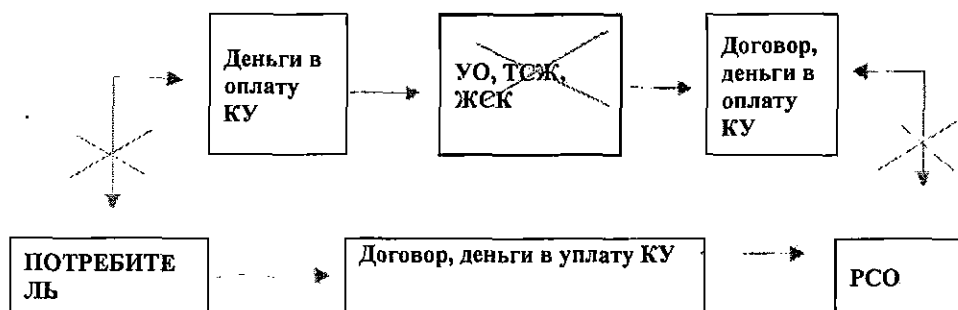 Деньги в
оплату
КУ
УО, ТСЖ,
ЖСК
Договор,
деньги в
оплату
КУ
ПОТРЕБИТЕ
ЛЬ
Договор, деньги в уплату КУ
РСО